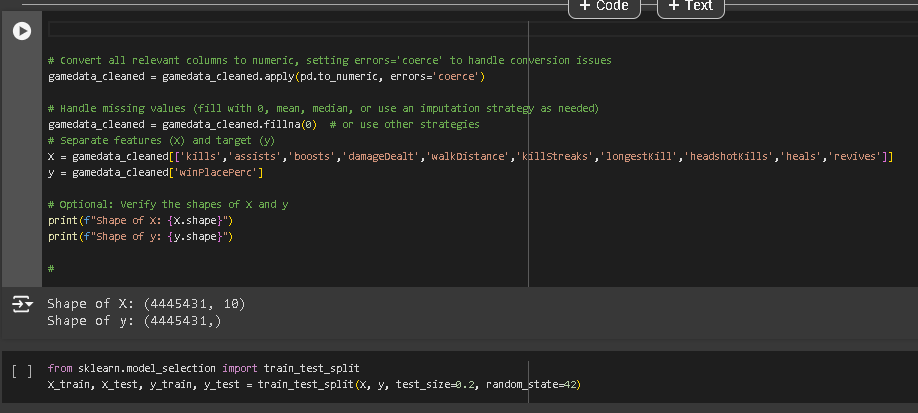 + Code + Text
# Convert all relevant columns to numeric, setting errors='coerce' to handle conversion issues
gamedata_cleaned = gamedata_cleaned.apply(pd.to_numeric, errors='coerce')
# Handle missing values (fill with 0, mean, median, or use an imputation strategy as needed)
gamedata_cleaned = gamedata_cleaned.fillna(0)  # or use other strategies
# Separate features (X) and target (y)
X = gamedata_cleaned[['kills','assists','boosts','damageDealt','walkDistance','killStreaks','longestKill','headshotKills','heals','revives']]
y = gamedata_cleaned['winPlacePerc']
# Optional: Verify the shapes of X and y
print(f"Shape of X: {X.shape}")
print(f"Shape of y: {y.shape}")
#
Shape of X: (4445431, 10)
Shape of y: (4445431,)
[ ] from sklearn.model_selection import train_test_split
X_train, X_test, y_train, y_test = train_test_split(X, y, test_size=0.2, random_state=42)